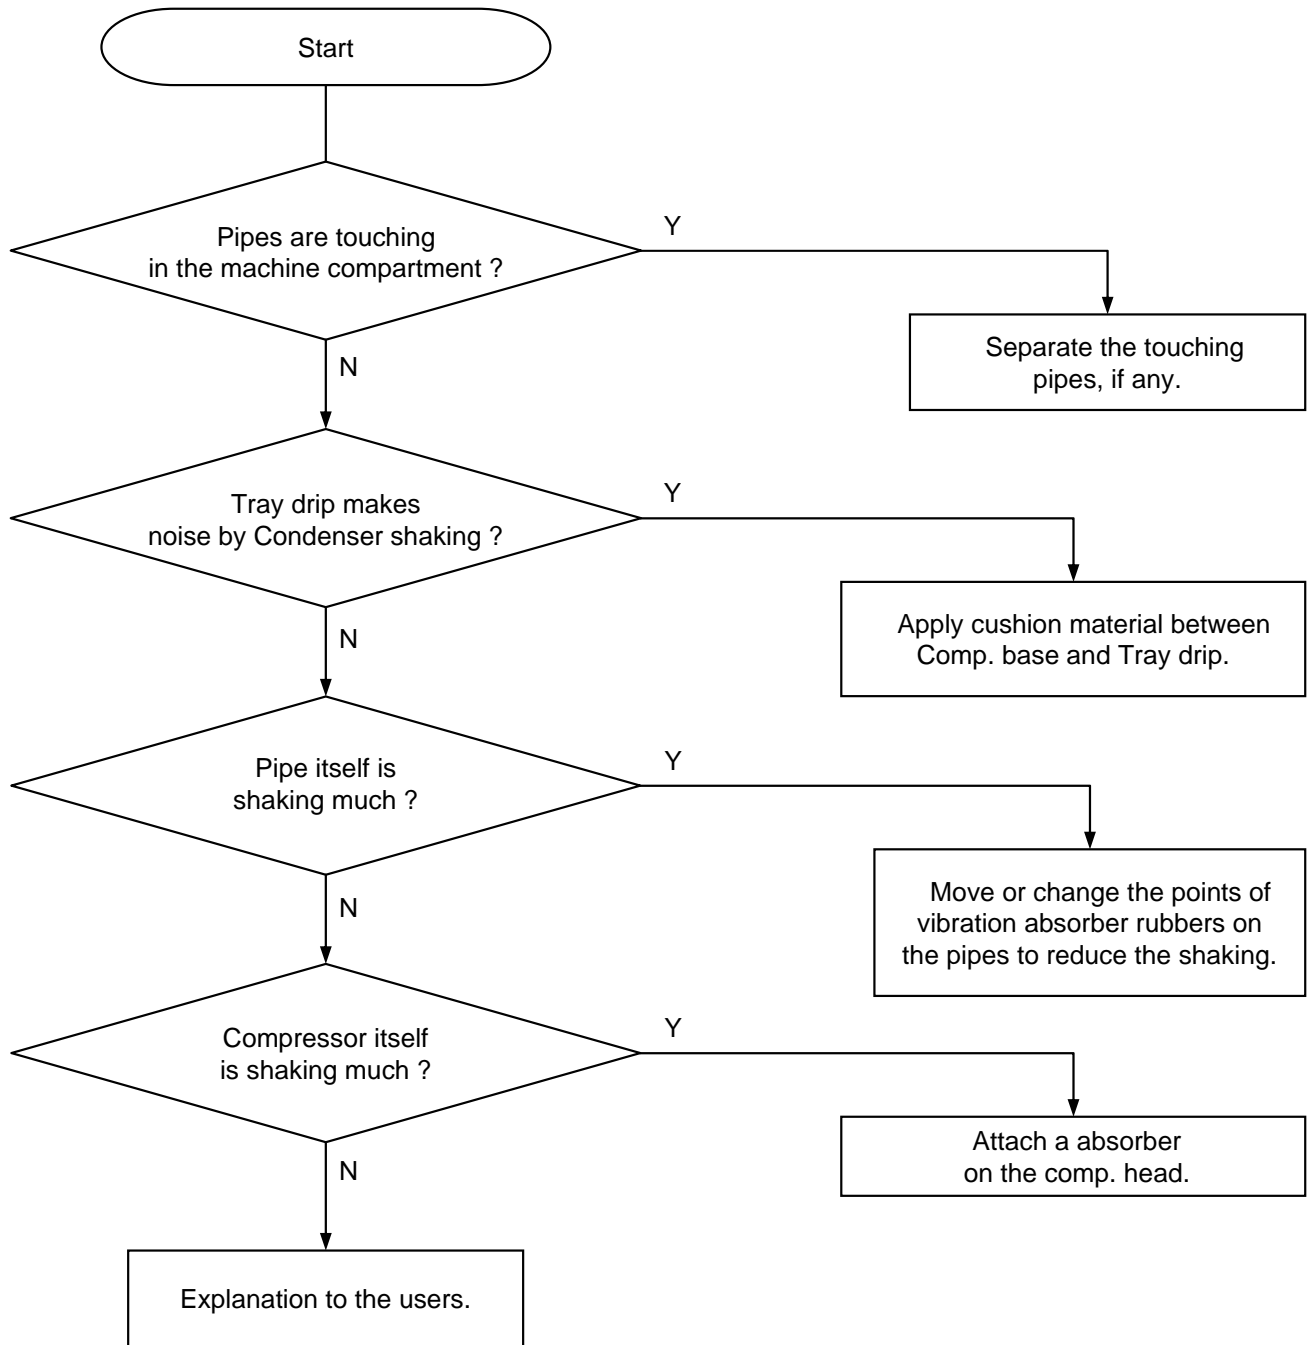 Start
Pipes are touching
in the machine compartment ?
Y
Separate the touching
pipes, if any.
N
Tray drip makes
noise by Condenser shaking ?
Y
Apply cushion material between
Comp. base and Tray drip.
N
Pipe itself is
shaking much ?
Y
Move or change the points of
vibration absorber rubbers on
the pipes to reduce the shaking.
N
Compressor itself
is shaking much ?
Y
Attach a absorber
on the comp. head.
N
Explanation to the users.